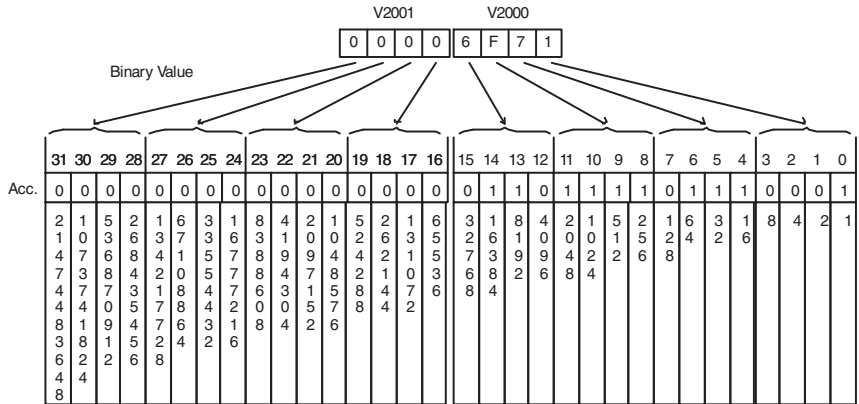 V2001 V2000
0 0 0 0 6 F 7 1
Binary Value
31 30 29 28 27 26 25 24 23 22 21 20 19 18 17 16 15 14 13 12 11 10 9 8 7 6 5 4 3 2 1 0
Acc. 0 0 0 0 0 0 0 0 0 0 0 0 0 0 0 0 0 1 1 0 1 1 1 1 0 1 1 1 0 0 0 1
21474483648 1073741824 536870912 268435456 134217728 67108864 33554432 16777216 8388608 4194304 2097152 1048576 524288 262144 131072 65536 32768 16384 8192 4096 2048 1024 512 256 128 64 32 16 8 4 2 1